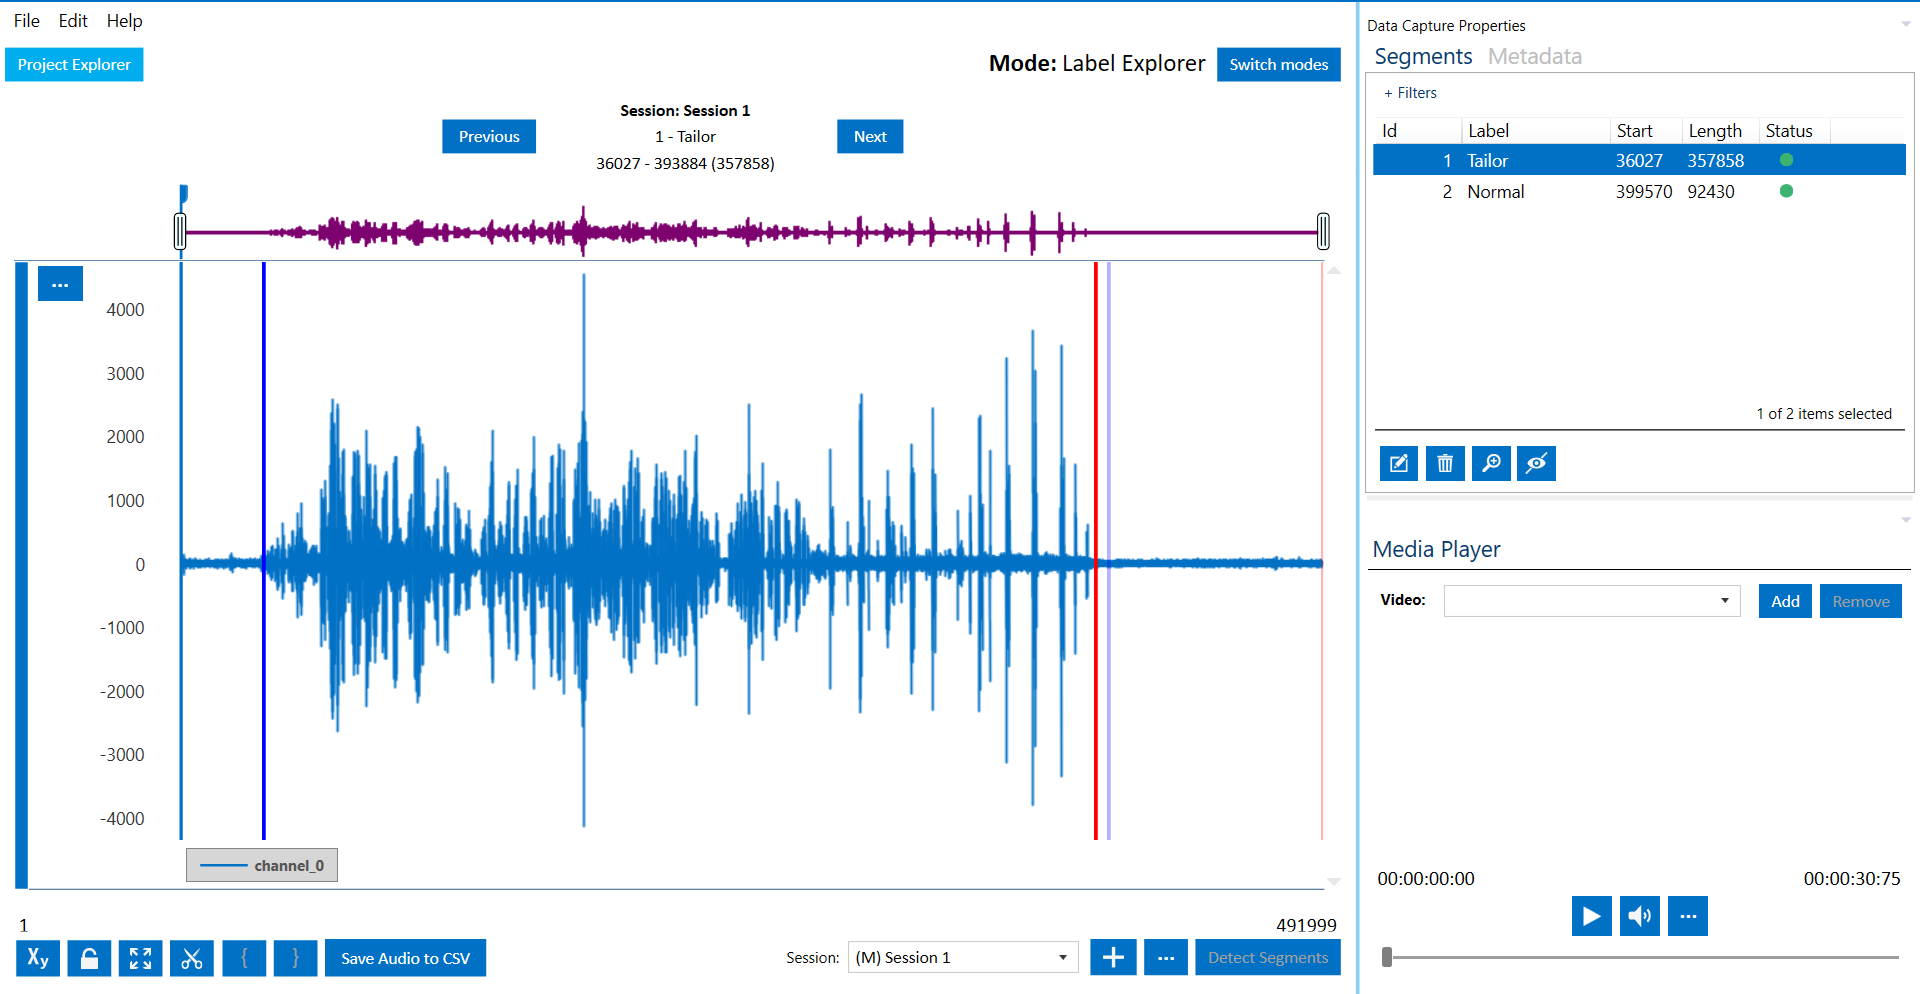 File Edit Help
Project Explorer
Mode: Label Explorer
Switch modes
Session: Session 1
Previous
1 - Tailor
Next
36027 - 393884 (357858)
...
4000
3000
2000
1000
0
-1000
-2000
-3000
-4000
channel_0
1
491999
Xy
{
}
Save Audio to CSV
Session:
(M) Session 1
+
...
Detect Segments
Data Capture Properties
Segments Metadata
+ Filters
Id Label Start Length Status
1 Tailor 36027 357858
2 Normal 399570 92430
1 of 2 items selected
Media Player
Video:
Add
Remove
00:00:00:00
00:00:30:75
...